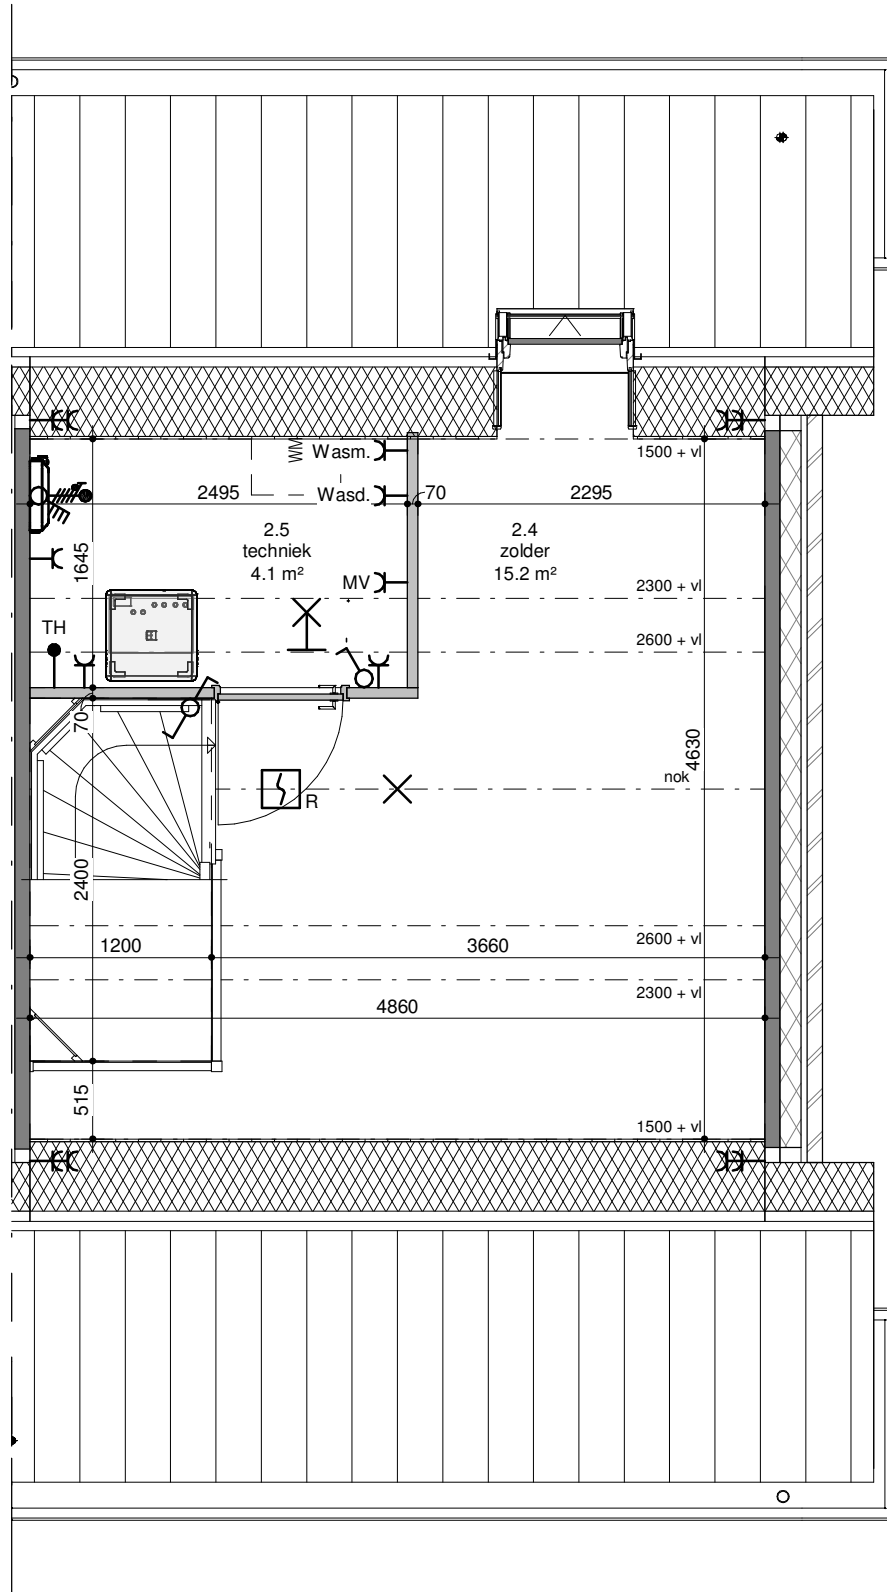 WM
Wasm.
1500 + vl
Wasd.
2495
70
2295
2.5
techniek
4.1 m²
2.4
zolder
15.2 m²
1645
MV
2300 + vl
TH
2600 + vl
70
4630
nok
R
2400
1200
3660
2600 + vl
2300 + vl
4860
515
1500 + vl